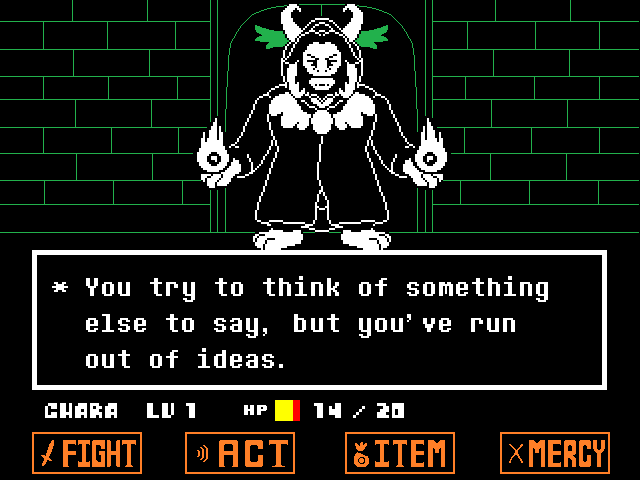 * You try to think of something
else to say, but you've run
out of ideas.
CHARA LV 1 HP 14 / 20
FIGHT ACT ITEM MERCY